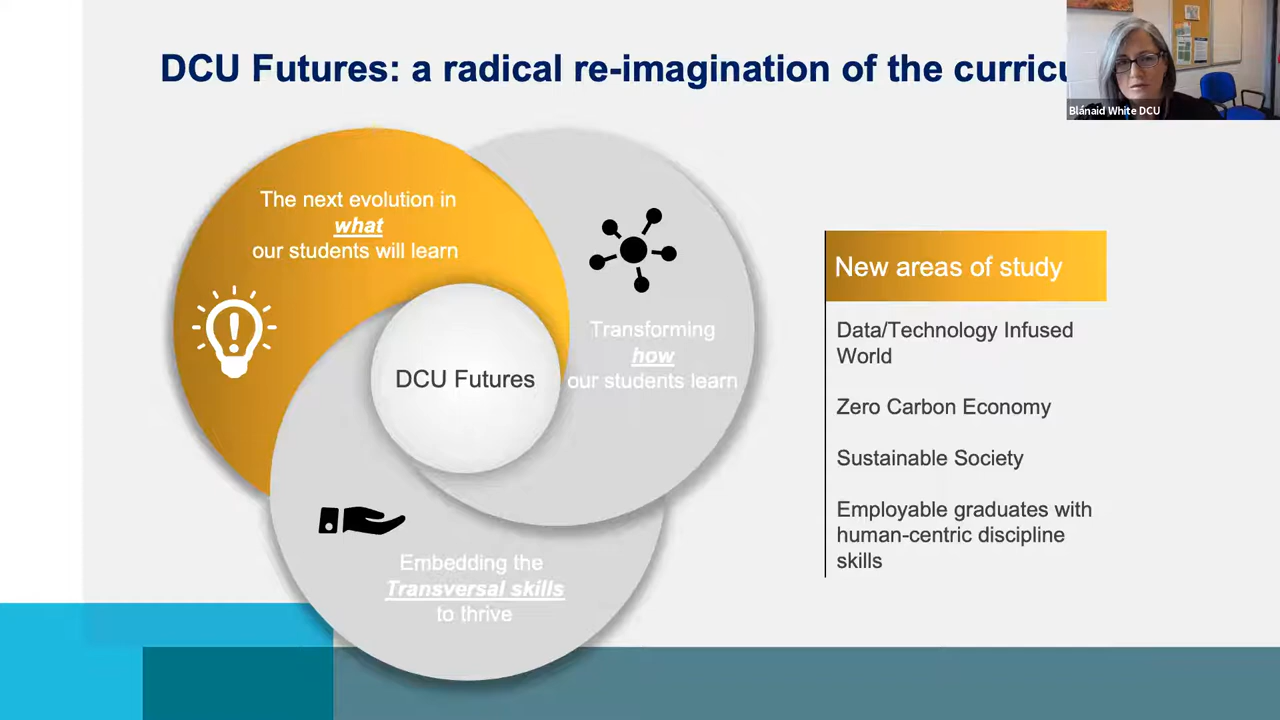 DCU Futures: a radical re-imagination of the
Blánaid White DCU
The next evolution in
what
our students will learn
Transforming
how
our students learn
DCU Futures
Embedding the
Transversal skills
to thrive
New areas of study
Data/Technology Infused
World
Zero Carbon Economy
Sustainable Society
Employable graduates with
human-centric discipline
skills